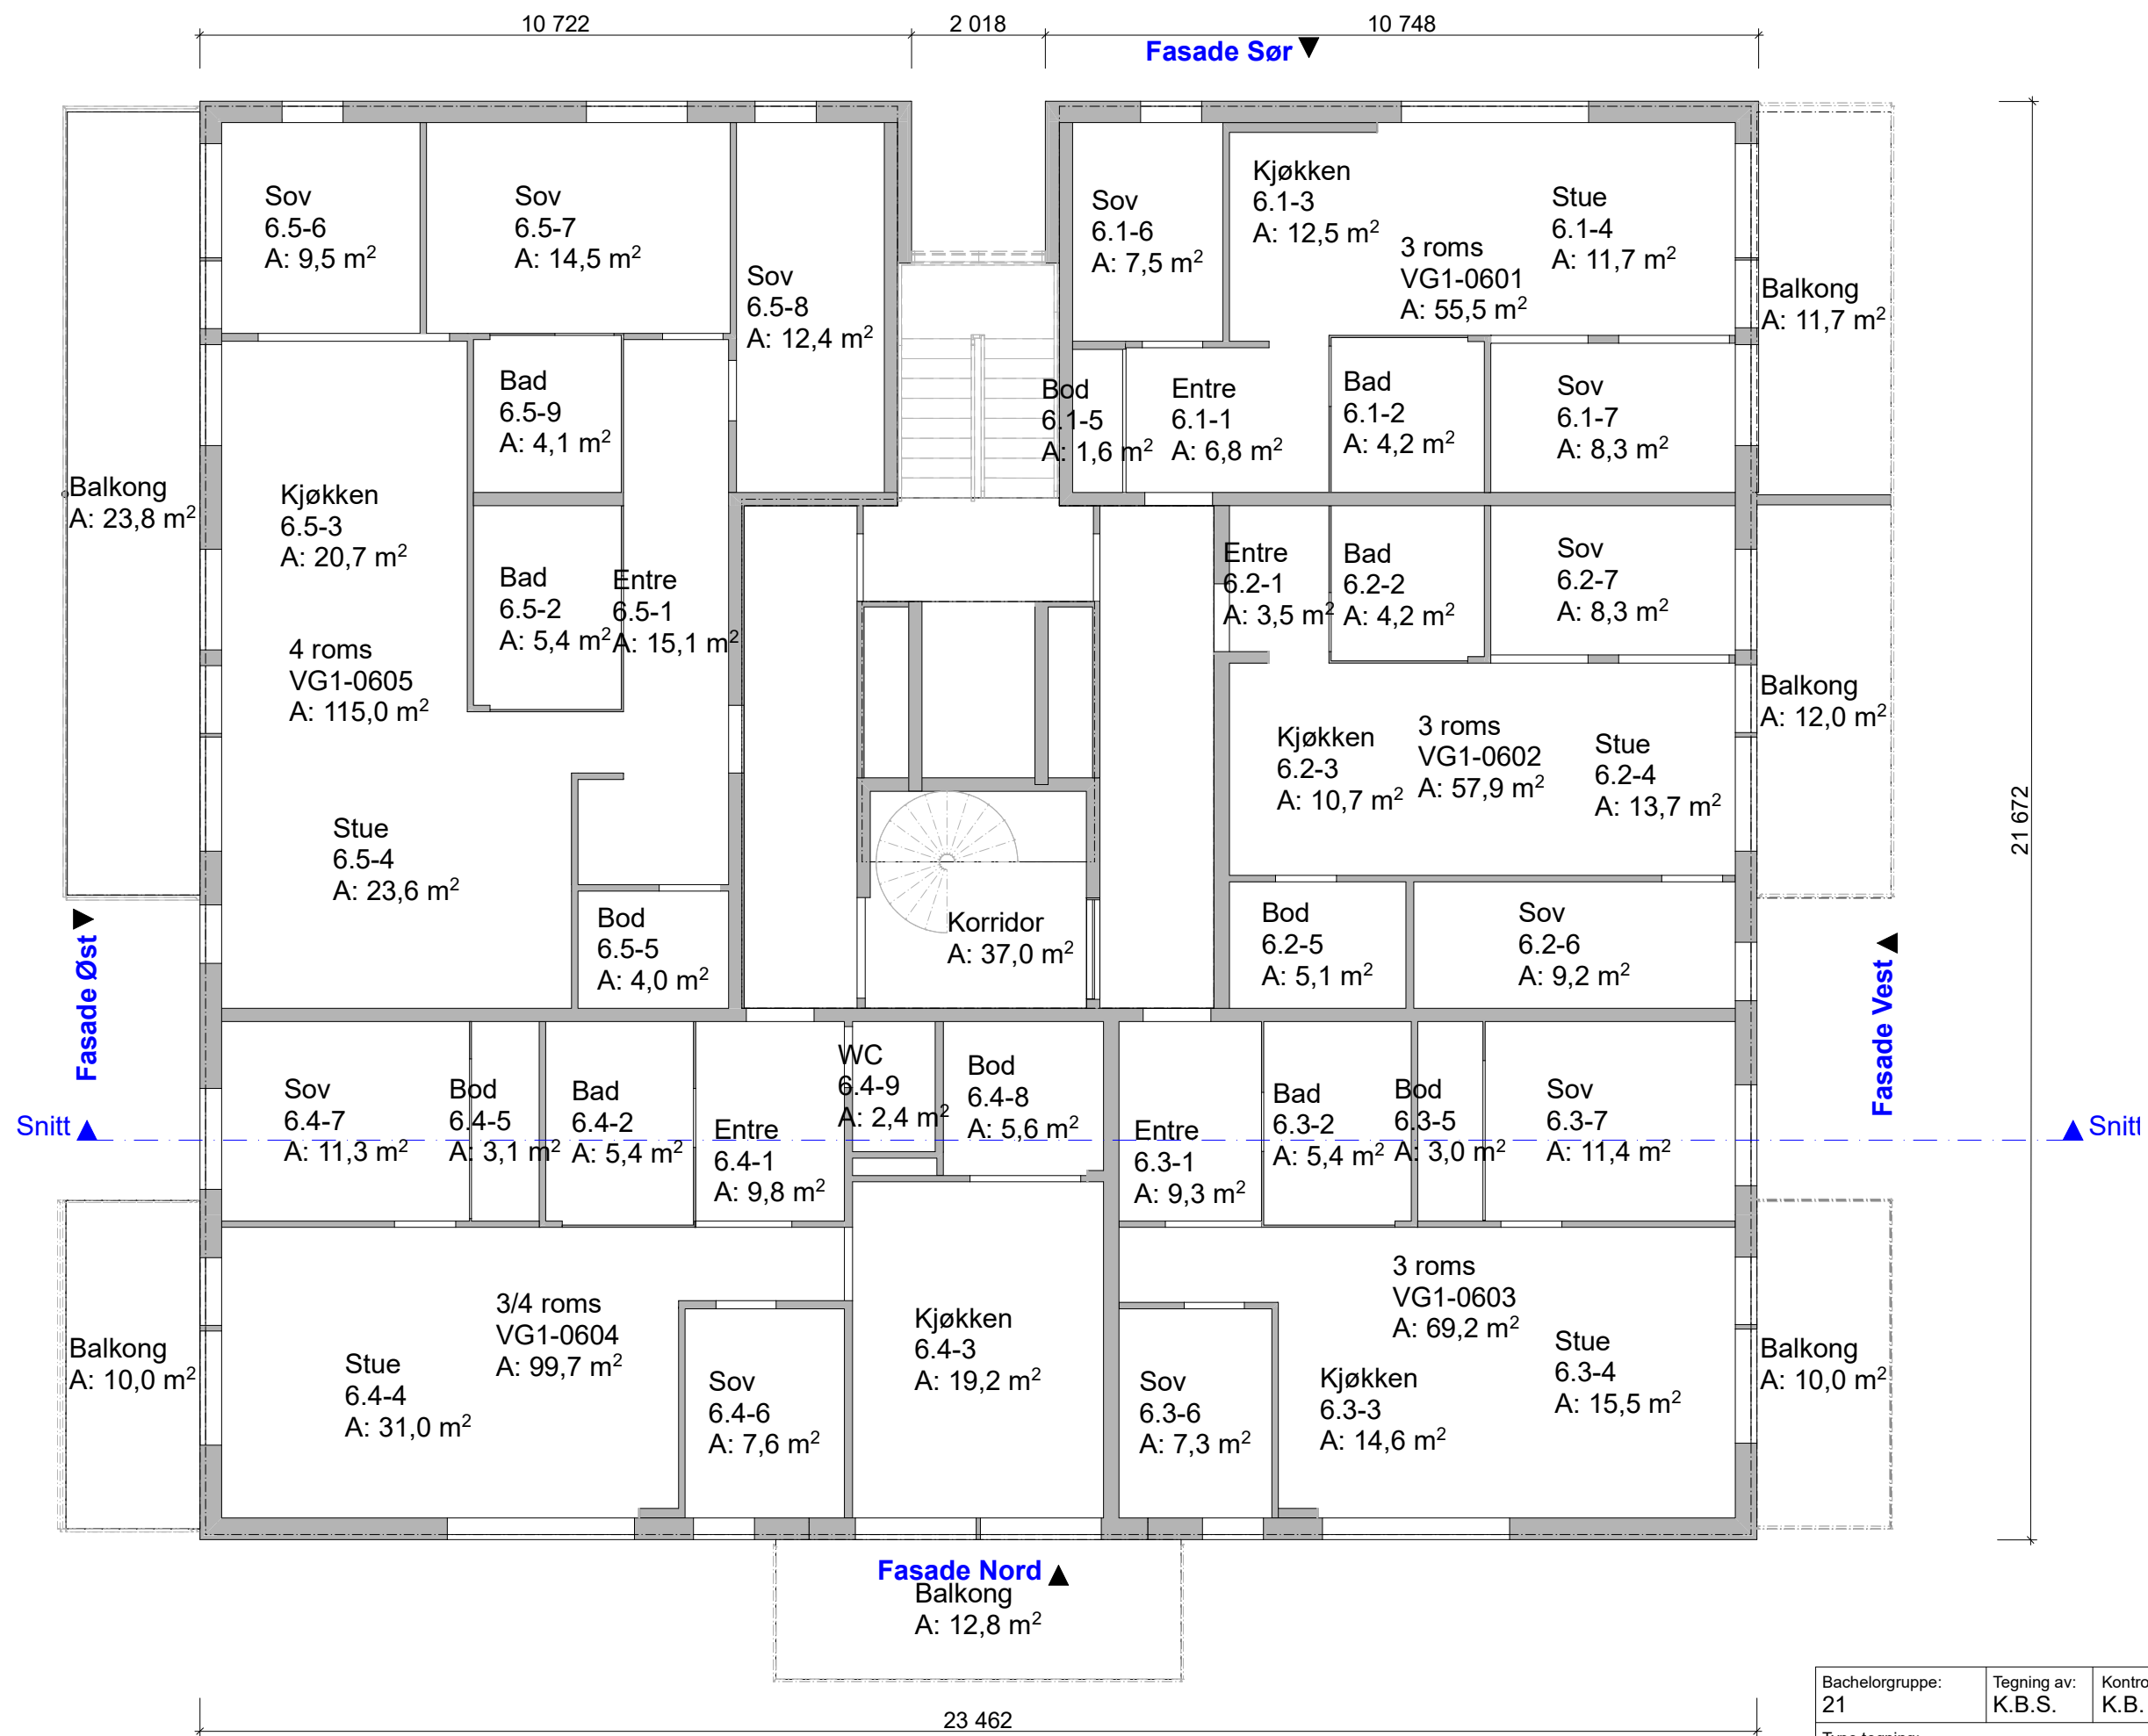 10 722
2 018
10 748
Fasade Sør
Sov
6.5-6
A: 9,5 m²
Sov
6.5-7
A: 14,5 m²
Sov
6.5-8
A: 12,4 m²
Sov
6.1-6
A: 7,5 m²
Kjøkken
6.1-3
A: 12,5 m²
3 roms
VG1-0601
A: 55,5 m²
Stue
6.1-4
A: 11,7 m²
Balkong
A: 11,7 m²
Bad
6.5-9
A: 4,1 m²
Bod
6.1-5
A: 1,6 m²
Entre
6.1-1
A: 6,8 m²
Bad
6.1-2
A: 4,2 m²
Sov
6.1-7
A: 8,3 m²
Balkong
A: 23,8 m²
Kjøkken
6.5-3
A: 20,7 m²
Bad
6.5-2
A: 5,4 m²
Entre
6.5-1
A: 15,1 m²
Entre
6.2-1
A: 3,5 m²
Bad
6.2-2
A: 4,2 m²
Sov
6.2-7
A: 8,3 m²
4 roms
VG1-0605
A: 115,0 m²
Kjøkken
6.2-3
A: 10,7 m²
3 roms
VG1-0602
A: 57,9 m²
Stue
6.2-4
A: 13,7 m²
Balkong
A: 12,0 m²
21 672
Stue
6.5-4
A: 23,6 m²
Bod
6.5-5
A: 4,0 m²
Korridor
A: 37,0 m²
Bod
6.2-5
A: 5,1 m²
Sov
6.2-6
A: 9,2 m²
Fasade Øst
Fasade Vest
Snitt
Sov
6.4-7
A: 11,3 m²
Bod
6.4-5
A: 3,1 m²
Bad
6.4-2
A: 5,4 m²
Entre
6.4-1
A: 9,8 m²
WC
6.4-9
A: 2,4 m²
Bod
6.4-8
A: 5,6 m²
Entre
6.3-1
A: 9,3 m²
Bad
6.3-2
A: 5,4 m²
Bod
6.3-5
A: 3,0 m²
Sov
6.3-7
A: 11,4 m²
Snitt
Balkong
A: 10,0 m²
Stue
6.4-4
A: 31,0 m²
3/4 roms
VG1-0604
A: 99,7 m²
Sov
6.4-6
A: 7,6 m²
Kjøkken
6.4-3
A: 19,2 m²
Sov
6.3-6
A: 7,3 m²
Kjøkken
6.3-3
A: 14,6 m²
3 roms
VG1-0603
A: 69,2 m²
Stue
6.3-4
A: 15,5 m²
Balkong
A: 10,0 m²
Fasade Nord
Balkong
A: 12,8 m²
23 462
Bachelorgruppe:
21
Tegning av:
K.B.S.
Kontro
K.B.